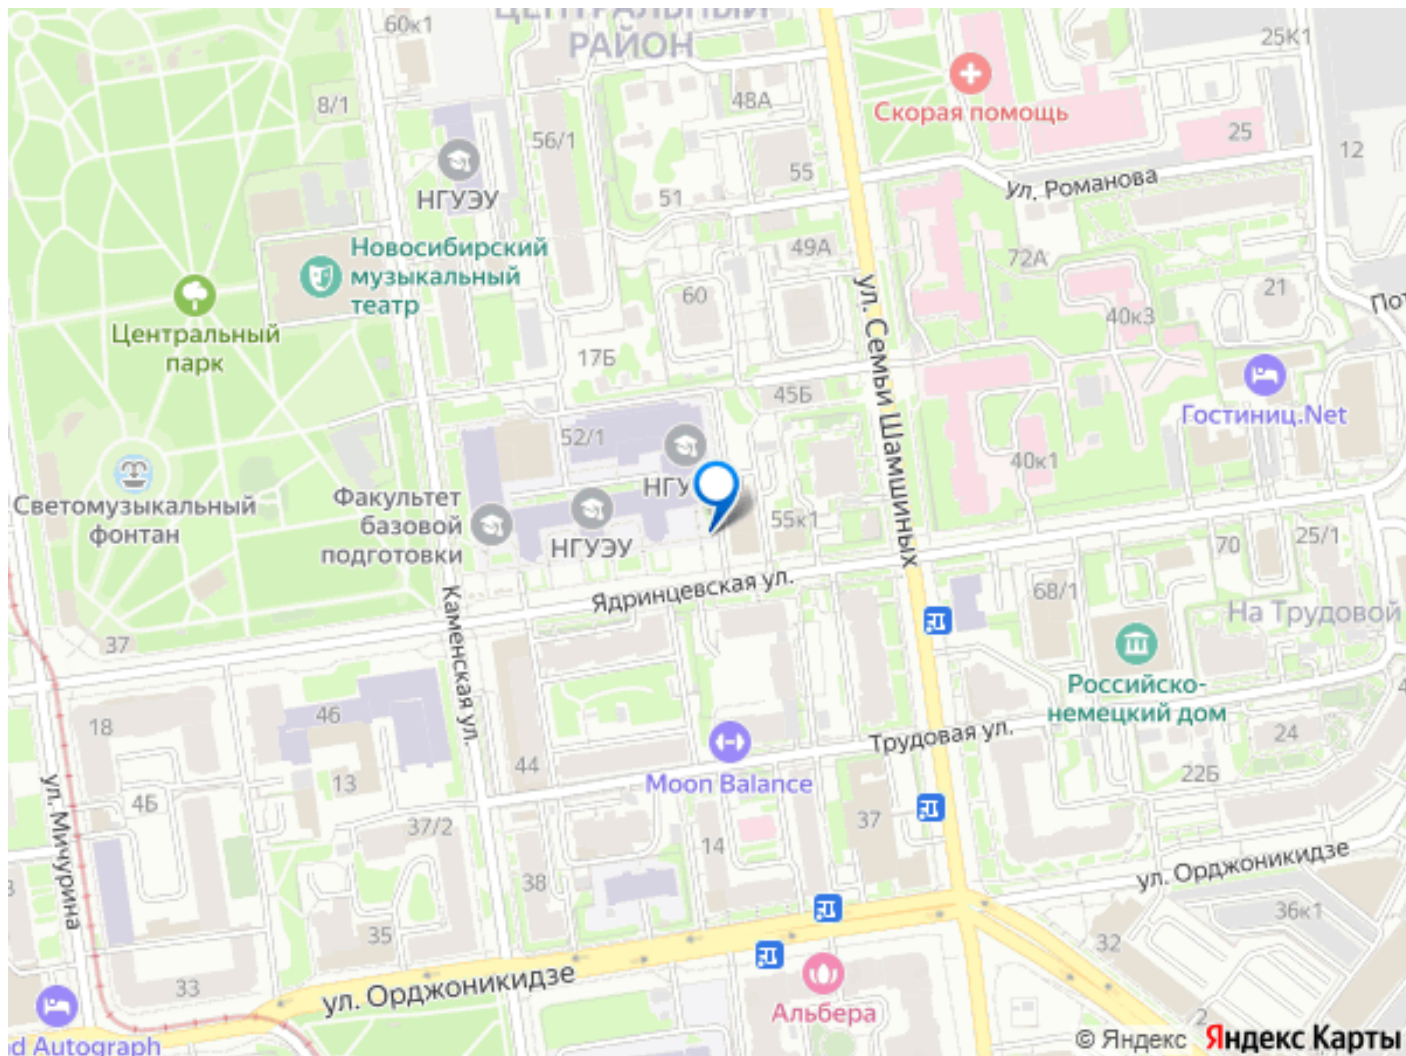 ЦЕНТРАЛЬНЫЙ
РАЙОН
60к1
25К1
8/1
48А
Скорая помощь
56/1
25
12
55
НГУЭУ
51
ул. Романова
Новосибирский
музыкальный
театр
49А
72А
60
21
40к3
Центральный
парк
17Б
ул. Семьи Шамшиных
45Б
Гостиниц.Net
52/1
40к1
НГУ
Светомузыкальный
фонтан
Факультет
базовой
подготовки
55к1
НГУЭУ
70
25/1
Ядринцевская ул.
68/1
На Трудовой
37
Каменская ул.
Российско-
немецкий дом
46
18
Трудовая ул.
24
44
13
Moon Balance
22Б
ул. Мичурина
4Б
37/2
37
14
ул. Орджоникидзе
38
36к1
35
32
33
ул. Орджоникидзе
Альбера
2
d Autograph
© Яндекс Яндекс Карты